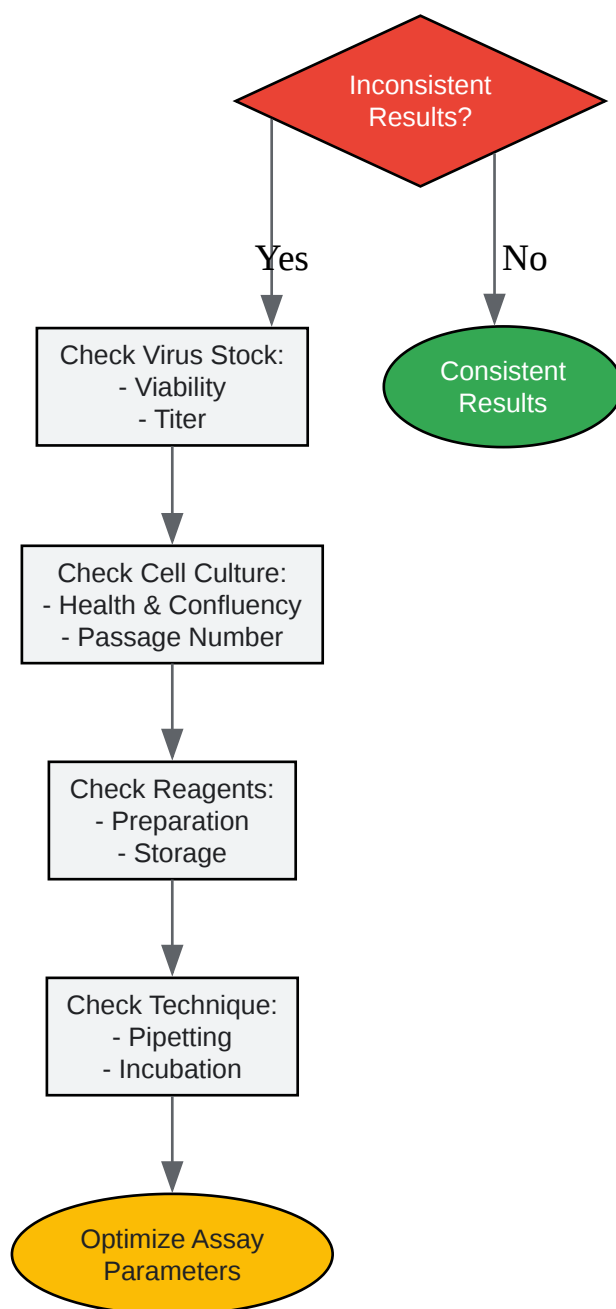 Inconsistent
Results?
Yes
No
Check Virus Stock:
- Viability
- Titer
Consistent
Results
Check Cell Culture:
- Health & Confluency
- Passage Number
Check Reagents:
- Preparation
- Storage
Check Technique:
- Pipetting
- Incubation
Optimize Assay
Parameters